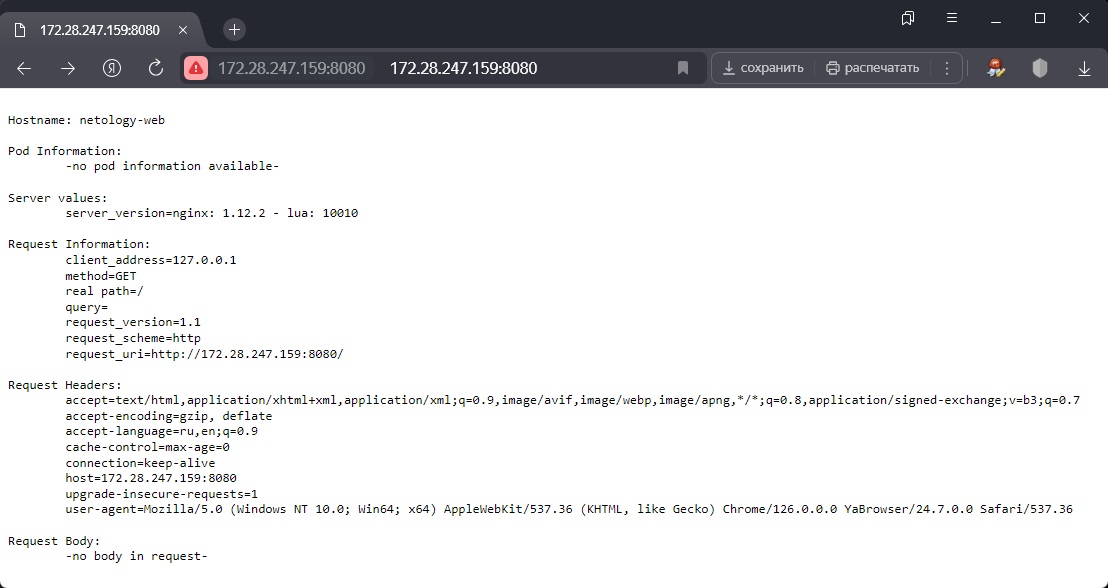 172.28.247.159:8080
172.28.247.159:8080 172.28.247.159:8080 сохранить распечатать
Hostname: netology-web
Pod Information:
-no pod information available-
Server values:
server_version=nginx: 1.12.2 - lua: 10010
Request Information:
client_address=127.0.0.1
method=GET
real path=/
query=
request_version=1.1
request_scheme=http
request_uri=http://172.28.247.159:8080/
Request Headers:
accept=text/html,application/xhtml+xml,application/xml;q=0.9,image/avif,image/webp,image/apng,*/*;q=0.8,application/signed-exchange;v=b3;q=0.7
accept-encoding=gzip, deflate
accept-language=ru,en;q=0.9
cache-control=max-age=0
connection=keep-alive
host=172.28.247.159:8080
upgrade-insecure-requests=1
user-agent=Mozilla/5.0 (Windows NT 10.0; Win64; x64) AppleWebKit/537.36 (KHTML, like Gecko) Chrome/126.0.0.0 YaBrowser/24.7.0.0 Safari/537.36
Request Body:
-no body in request-